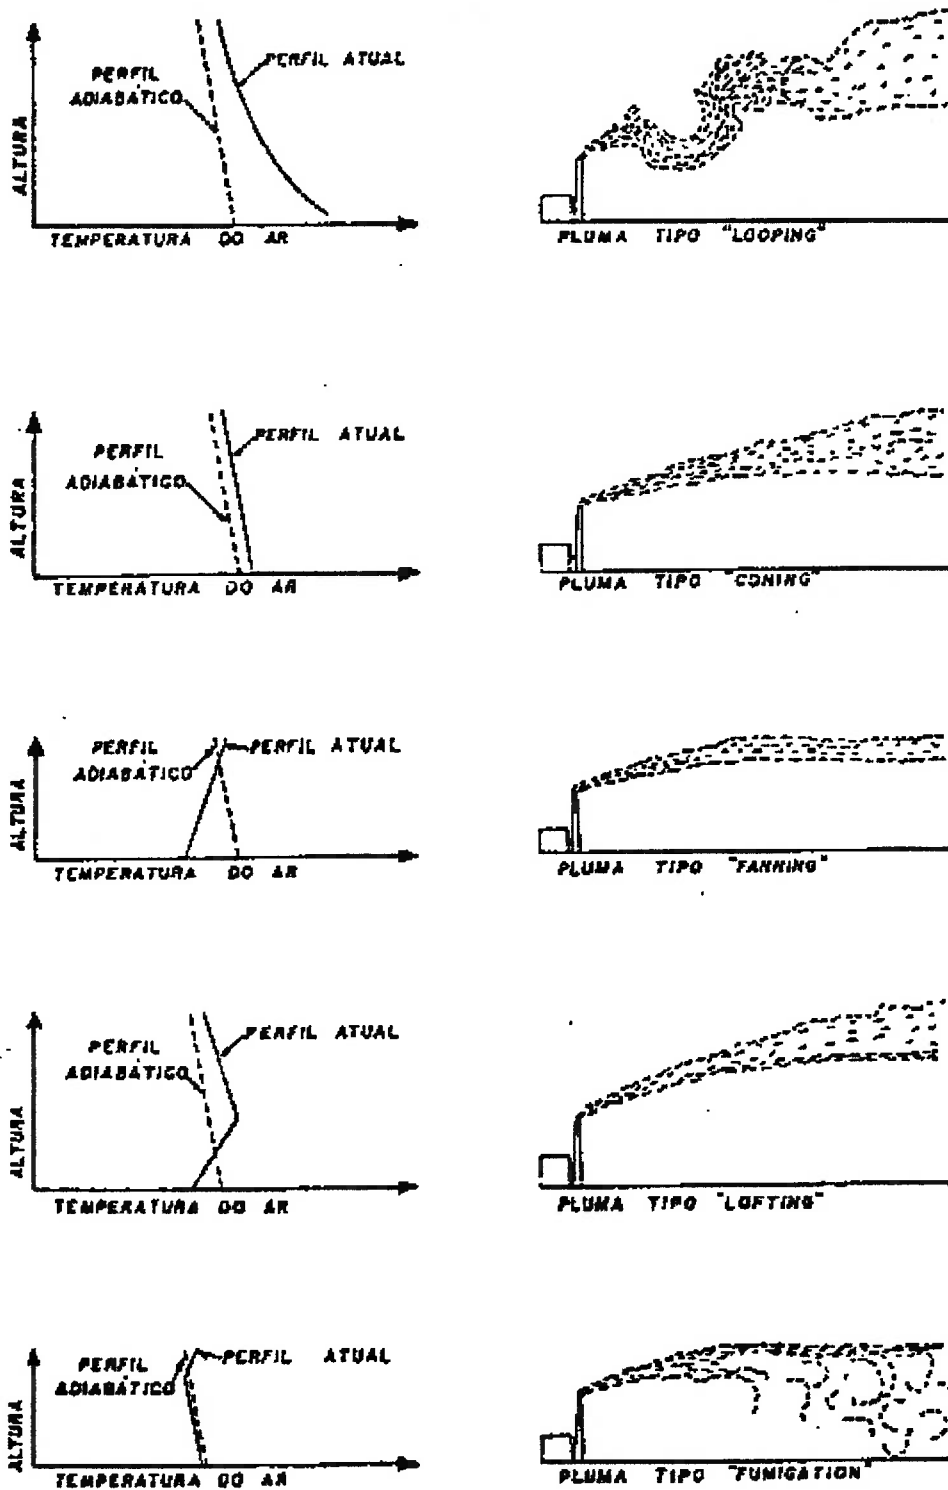 ALTURA
PERFIL
ADIABÁTICO
PERFIL ATUAL
TEMPERATURA DO AR
PLUMA TIPO "LOOPING"
ALTURA
PERFIL
ADIABÁTICO
PERFIL ATUAL
TEMPERATURA DO AR
PLUMA TIPO "CONING"
ALTURA
PERFIL
ADIABÁTICO
PERFIL ATUAL
TEMPERATURA DO AR
PLUMA TIPO "FANNING"
ALTURA
PERFIL
ADIABÁTICO
PERFIL ATUAL
TEMPERATURA DO AR
PLUMA TIPO "LOFTING"
ALTURA
PERFIL
ADIABÁTICO
PERFIL ATUAL
TEMPERATURA DO AR
PLUMA TIPO "FUMIGATION"